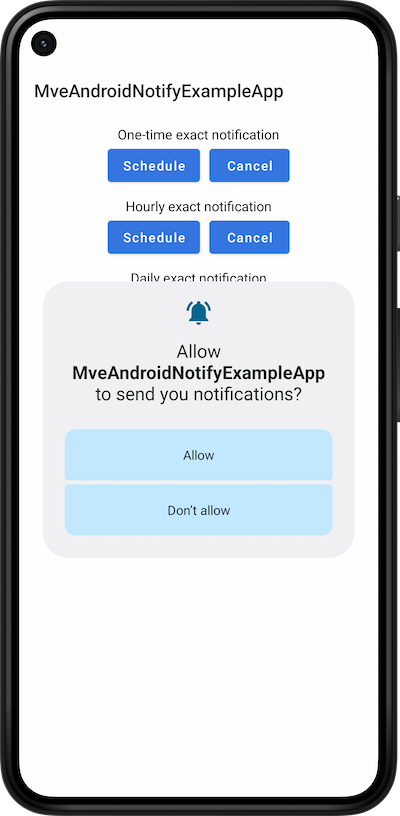 MveAndroidNotifyExampleApp
One-time exact notification
Schedule Cancel
Hourly exact notification
Schedule Cancel
Daily exact notification
Allow
MveAndroidNotifyExampleApp
to send you notifications?
Allow
Don’t allow